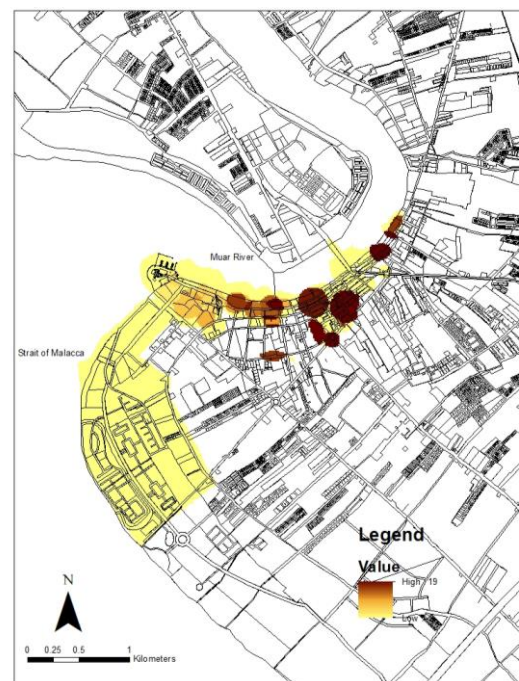 Muar River
Strait of Malacca
Legend
Value
High : 19
Low
N
0 0.25 0.5 1
Kilometers